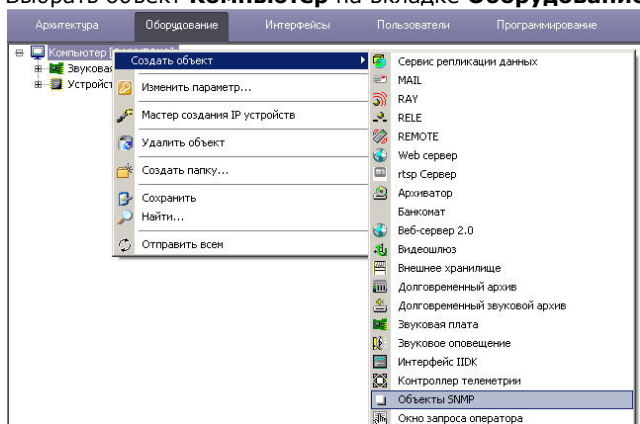 Выбрать объект Компьютер на вкладке Оборудование
Архитектура Оборудование Интерфейсы Пользователи Программирование
Компьютер
Звуковая
Устройст
Создать объект
Изменить параметр...
Мастер создания IP устройств
Удалить объект
Создать папку...
Сохранить
Найти...
Отправить всем
Сервис репликации данных
MAIL
RAY
RELE
REMOTE
Web сервер
rtsp Сервер
Архиватор
Банкомат
Веб-сервер 2.0
Видеошлюз
Внешнее хранилище
Долговременный архив
Долговременный звуковой архив
Звуковая плата
Звуковое оповещение
Интерфейс IIDK
Контроллер телеметрии
Объекты SNMP
Окно запроса оператора